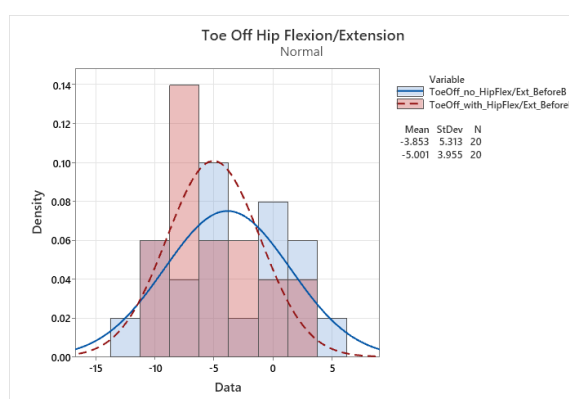 Toe Off Hip Flexion/Extension
Normal
Variable
ToeOff_no_HipFlex/Ext_BeforeB
ToeOff_with_HipFlex/Ext_Before
Mean StDev N
-3.853 5.313 20
-5.001 3.955 20
0.14
0.12
0.10
0.08
0.06
0.04
0.02
0.00
Density
-15 -10 -5 0 5
Data